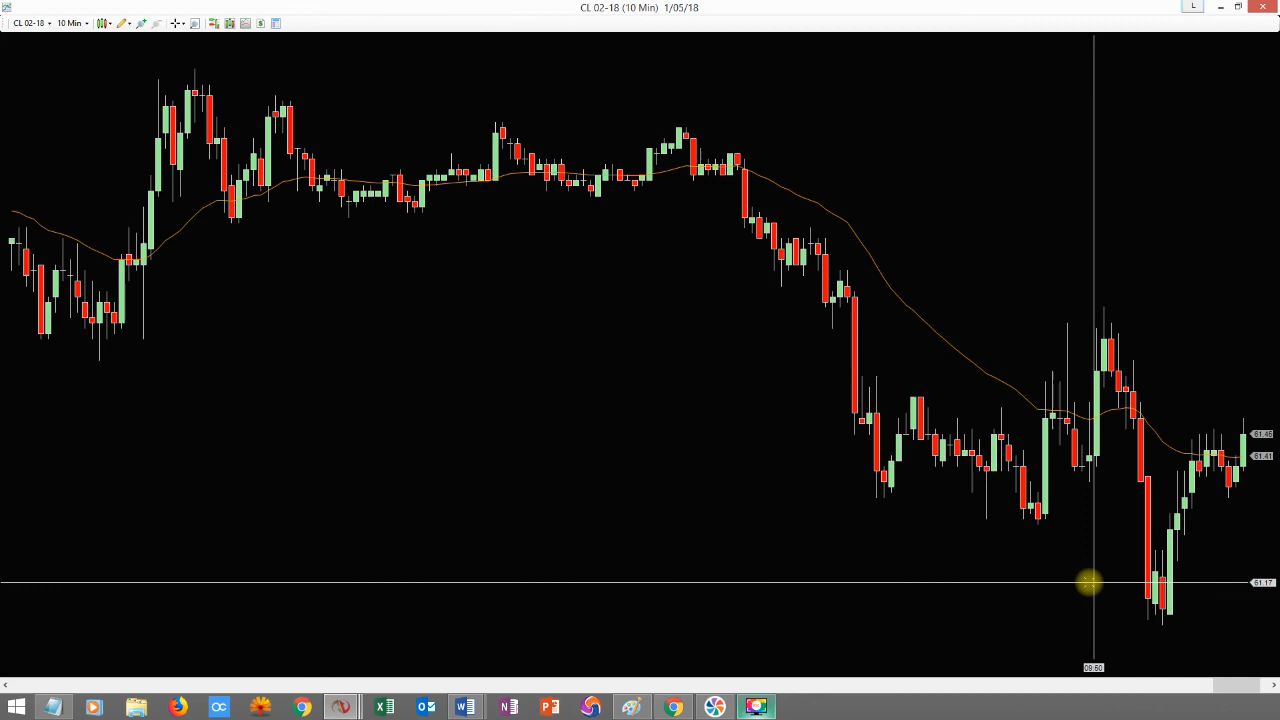 CL 02-18 (10 Min) 1/05/18
L
CL 02-18 10 Min
$
61.46
61.41
61.17
09:50
OC
X
O
W
N
P